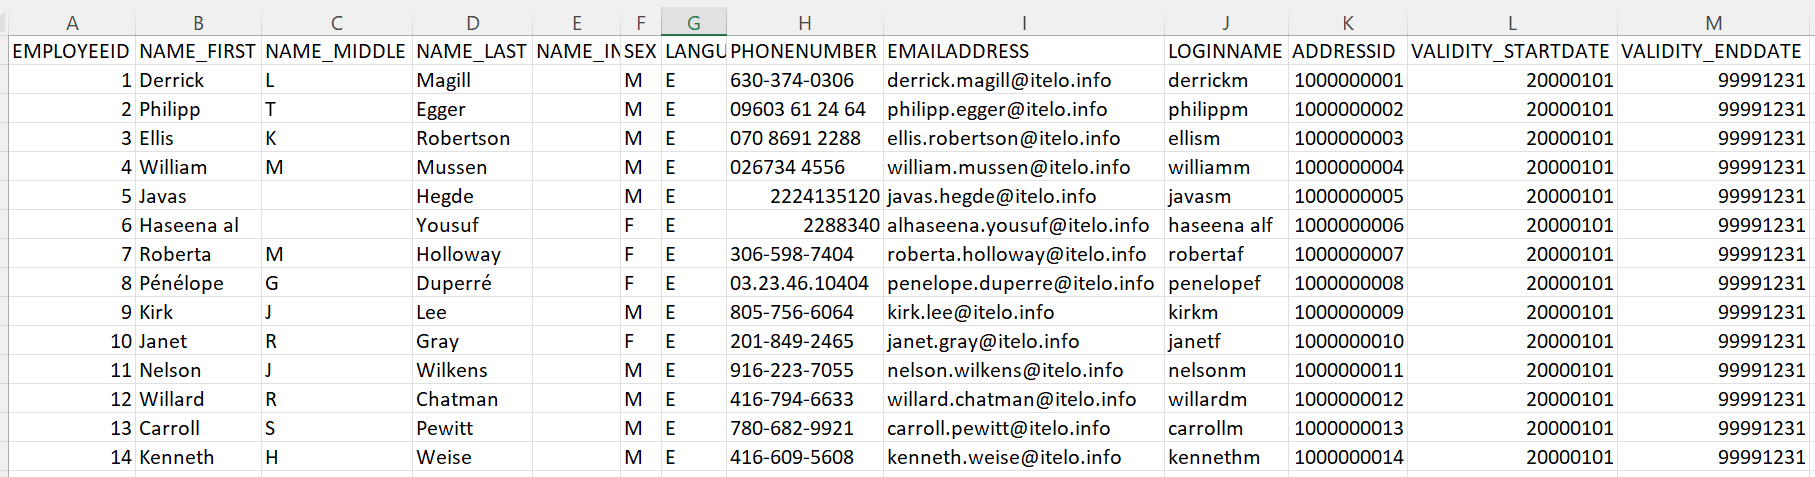 A B C D E F G H I J K L M
EMPLOYEEID NAME_FIRST NAME_MIDDLE NAME_LAST NAME_IN SEX LANGU PHONENUMBER EMAILADDRESS LOGINNAME ADDRESSID VALIDITY_STARTDATE VALIDITY_ENDDATE
1 Derrick L Magill M E 630-374-0306 derrick.magill@itelo.info derrickm 1000000001 20000101 99991231
2 Philipp T Egger M E 09603 61 24 64 philipp.egger@itelo.info philippm 1000000002 20000101 99991231
3 Ellis K Robertson M E 070 8691 2288 ellis.robertson@itelo.info ellism 1000000003 20000101 99991231
4 William M Mussen M E 026734 4556 william.mussen@itelo.info williamm 1000000004 20000101 99991231
5 Javas Hegde M E 2224135120 javas.hegde@itelo.info javasm 1000000005 20000101 99991231
6 Haseena al Yousuf F E 2288340 alhaseena.yousuf@itelo.info haseena alf 1000000006 20000101 99991231
7 Roberta M Holloway F E 306-598-7404 roberta.holloway@itelo.info robertaf 1000000007 20000101 99991231
8 Pénélope G Duperré F E 03.23.46.10404 penelope.duperre@itelo.info penelopef 1000000008 20000101 99991231
9 Kirk J Lee M E 805-756-6064 kirk.lee@itelo.info kirkm 1000000009 20000101 99991231
10 Janet R Gray F E 201-849-2465 janet.gray@itelo.info janetf 1000000010 20000101 99991231
11 Nelson J Wilkens M E 916-223-7055 nelson.wilkens@itelo.info nelsonm 1000000011 20000101 99991231
12 Willard R Chatman M E 416-794-6633 willard.chatman@itelo.info willardm 1000000012 20000101 99991231
13 Carroll S Pewitt M E 780-682-9921 carroll.pewitt@itelo.info carrollm 1000000013 20000101 99991231
14 Kenneth H Weise M E 416-609-5608 kenneth.weise@itelo.info kennethm 1000000014 20000101 99991231